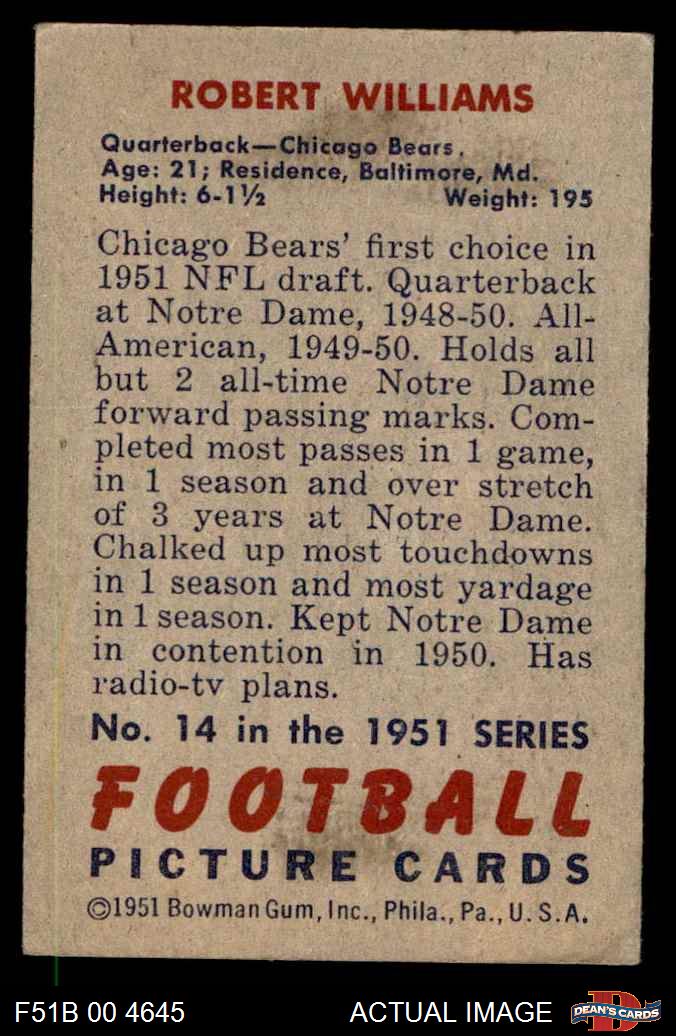 ROBERT WILLIAMS
Quarterback—Chicago Bears.
Age: 21; Residence, Baltimore, Md.
Height: 6-1½ Weight: 195
Chicago Bears' first choice in
1951 NFL draft. Quarterback
at Notre Dame, 1948-50. All-
American, 1949-50. Holds all
but 2 all-time Notre Dame
forward passing marks. Com-
pleted most passes in 1 game,
in 1 season and over stretch
of 3 years at Notre Dame.
Chalked up most touchdowns
in 1 season and most yardage
in 1 season. Kept Notre Dame
in contention in 1950. Has
radio-tv plans.
No. 14 in the 1951 SERIES
FOOTBALL
PICTURE CARDS
©1951 Bowman Gum, Inc., Phila., Pa., U. S. A.
F51B 00 4645 ACTUAL IMAGE
D
DEAN'S CARDS